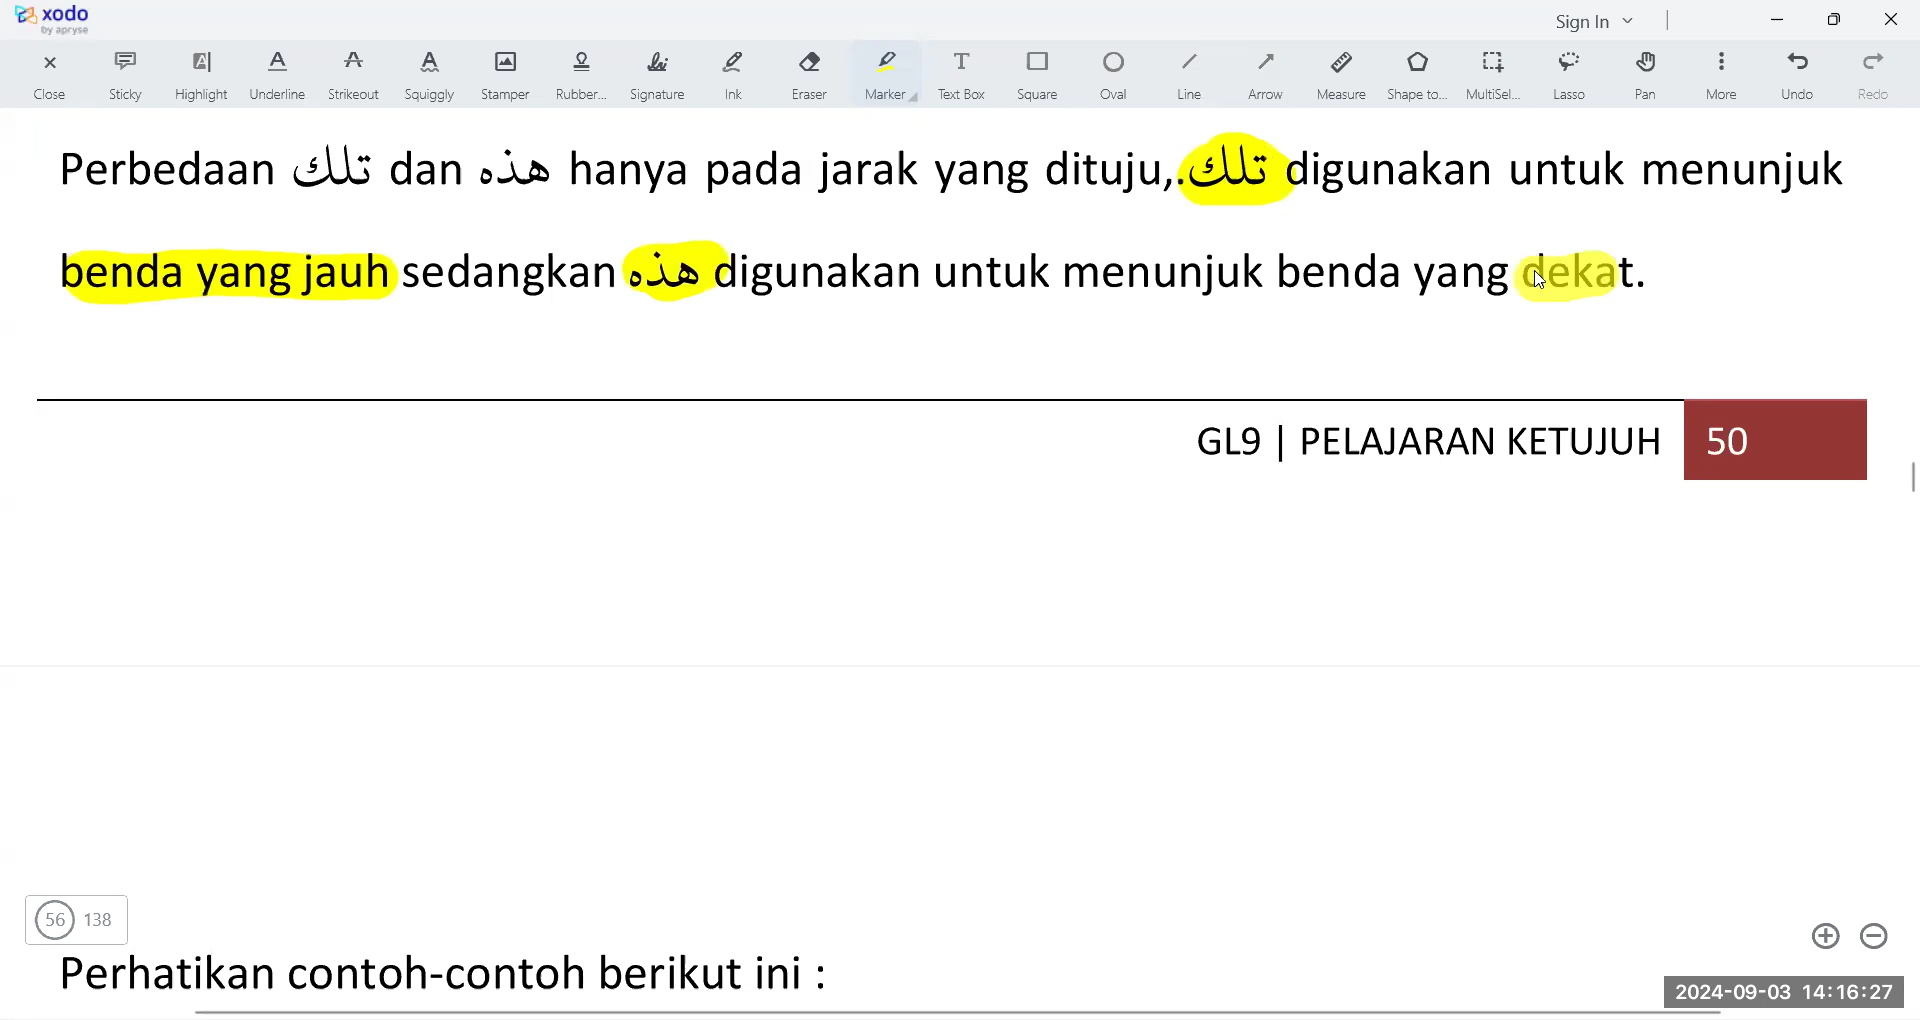 xodo
by apryse
Sign In
Close Sticky Highlight Underline Strikeout Squiggly Stamper Rubber... Signature Ink Eraser Marker Text Box Square Oval Line Arrow Measure Shape to... MultiSel... Lasso Pan More Undo Redo
Perbedaan تلك dan هذه hanya pada jarak yang dituju,.تلك digunakan untuk menunjuk
benda yang jauh sedangkan هذه digunakan untuk menunjuk benda yang dekat.
GL9 | PELAJARAN KETUJUH 50
56 138
Perhatikan contoh-contoh berikut ini :
2024-09-03 14:16:27